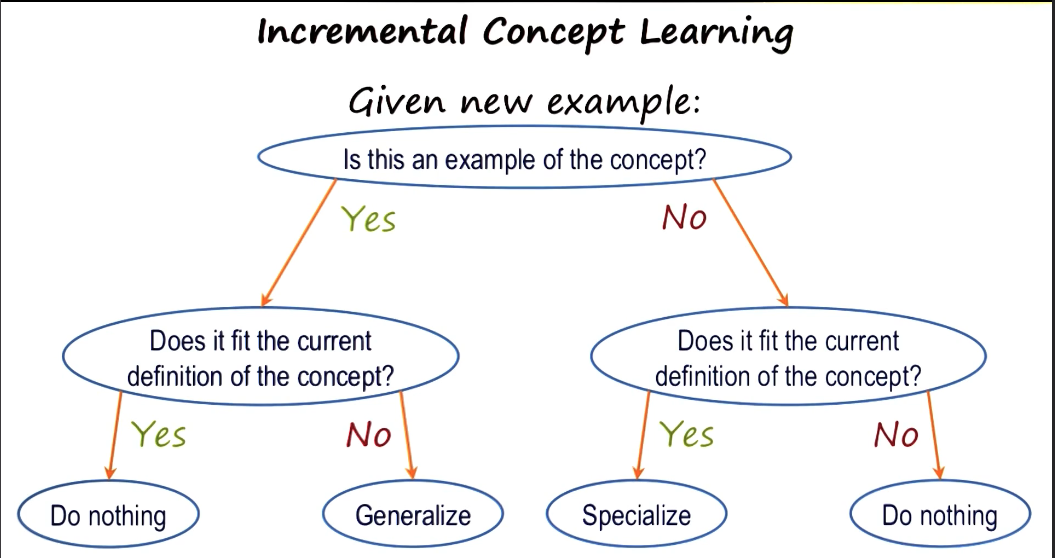 Incremental Concept Learning
Given new example:
Is this an example of the concept?
Yes
No
Does it fit the current
definition of the concept?
Does it fit the current
definition of the concept?
Yes
No
Yes
No
Do nothing
Generalize
Specialize
Do nothing